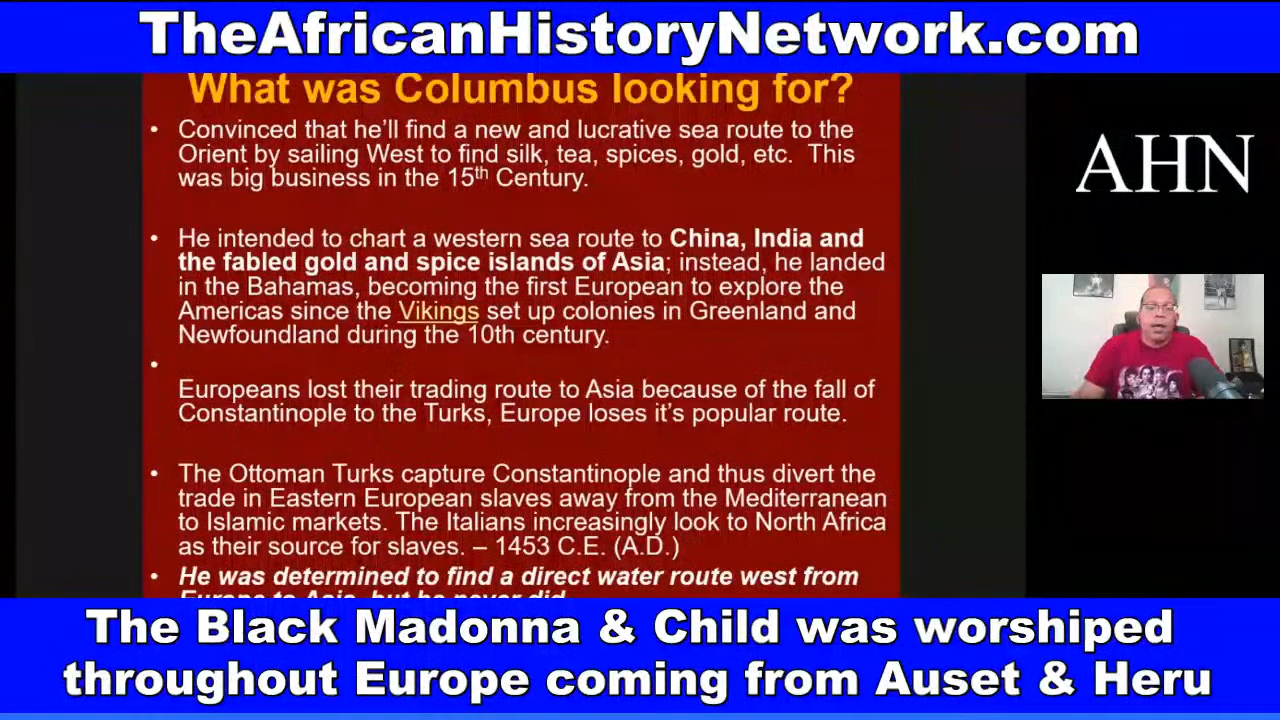 TheAfricanHistoryNetwork.com
What was Columbus looking for?
• Convinced that he'll find a new and lucrative sea route to the
Orient by sailing West to find silk, tea, spices, gold, etc. This
was big business in the 15th Century.
• He intended to chart a western sea route to China, India and
the fabled gold and spice islands of Asia; instead, he landed
in the Bahamas, becoming the first European to explore the
Americas since the Vikings set up colonies in Greenland and
Newfoundland during the 10th century.
•
Europeans lost their trading route to Asia because of the fall of
Constantinople to the Turks, Europe loses it's popular route.
• The Ottoman Turks capture Constantinople and thus divert the
trade in Eastern European slaves away from the Mediterranean
to Islamic markets. The Italians increasingly look to North Africa
as their source for slaves. – 1453 C.E. (A.D.)
• He was determined to find a direct water route west from
Europe to Asia, but he never did
AHN
The Black Madonna & Child was worshiped
throughout Europe coming from Auset & Heru